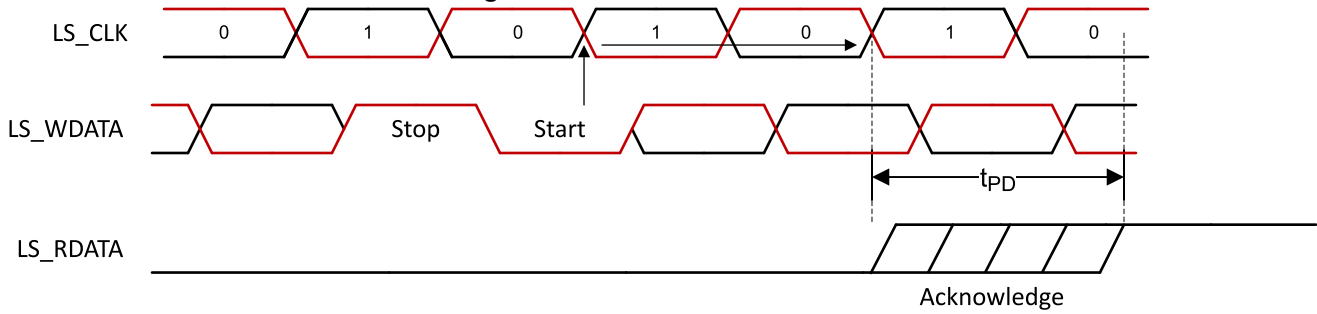 LS_CLK 0 1 0 1 0 1 0
LS_WDATA Stop Start
tPD
LS_RDATA
Acknowledge